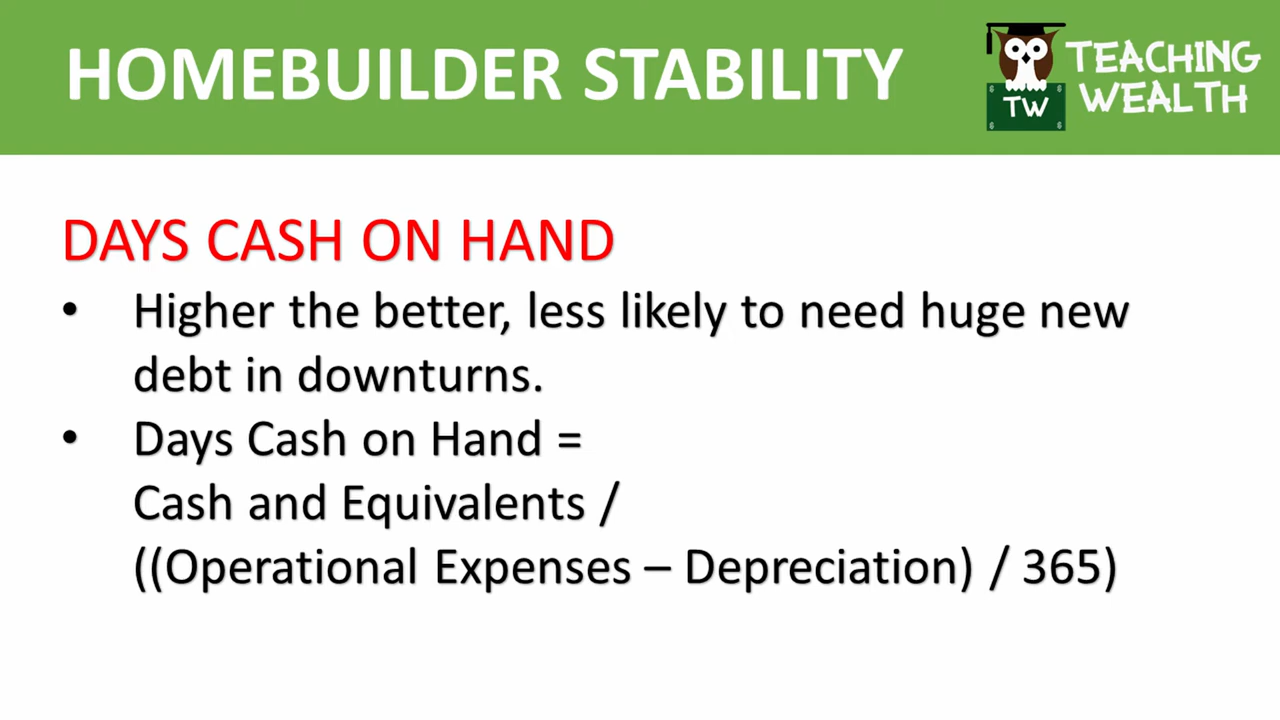 HOMEBUILDER STABILITY
TEACHING
WEALTH
TW
DAYS CASH ON HAND
• Higher the better, less likely to need huge new
debt in downturns.
• Days Cash on Hand =
Cash and Equivalents /
((Operational Expenses – Depreciation) / 365)